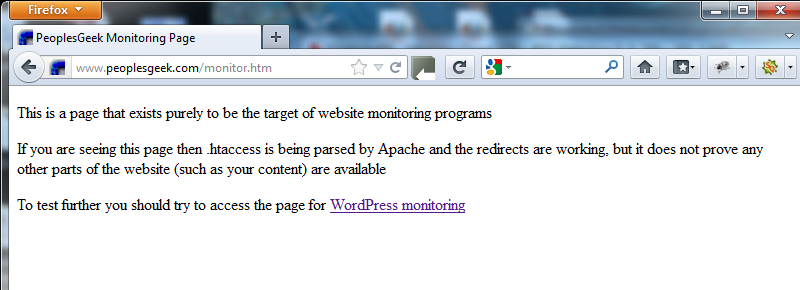 Firefox
PeoplesGeek Monitoring Page
www.peoplesgeek.com/monitor.htm
This is a page that exists purely to be the target of website monitoring programs
If you are seeing this page then .htaccess is being parsed by Apache and the redirects are working, but it does not prove any
other parts of the website (such as your content) are available
To test further you should try to access the page for WordPress monitoring